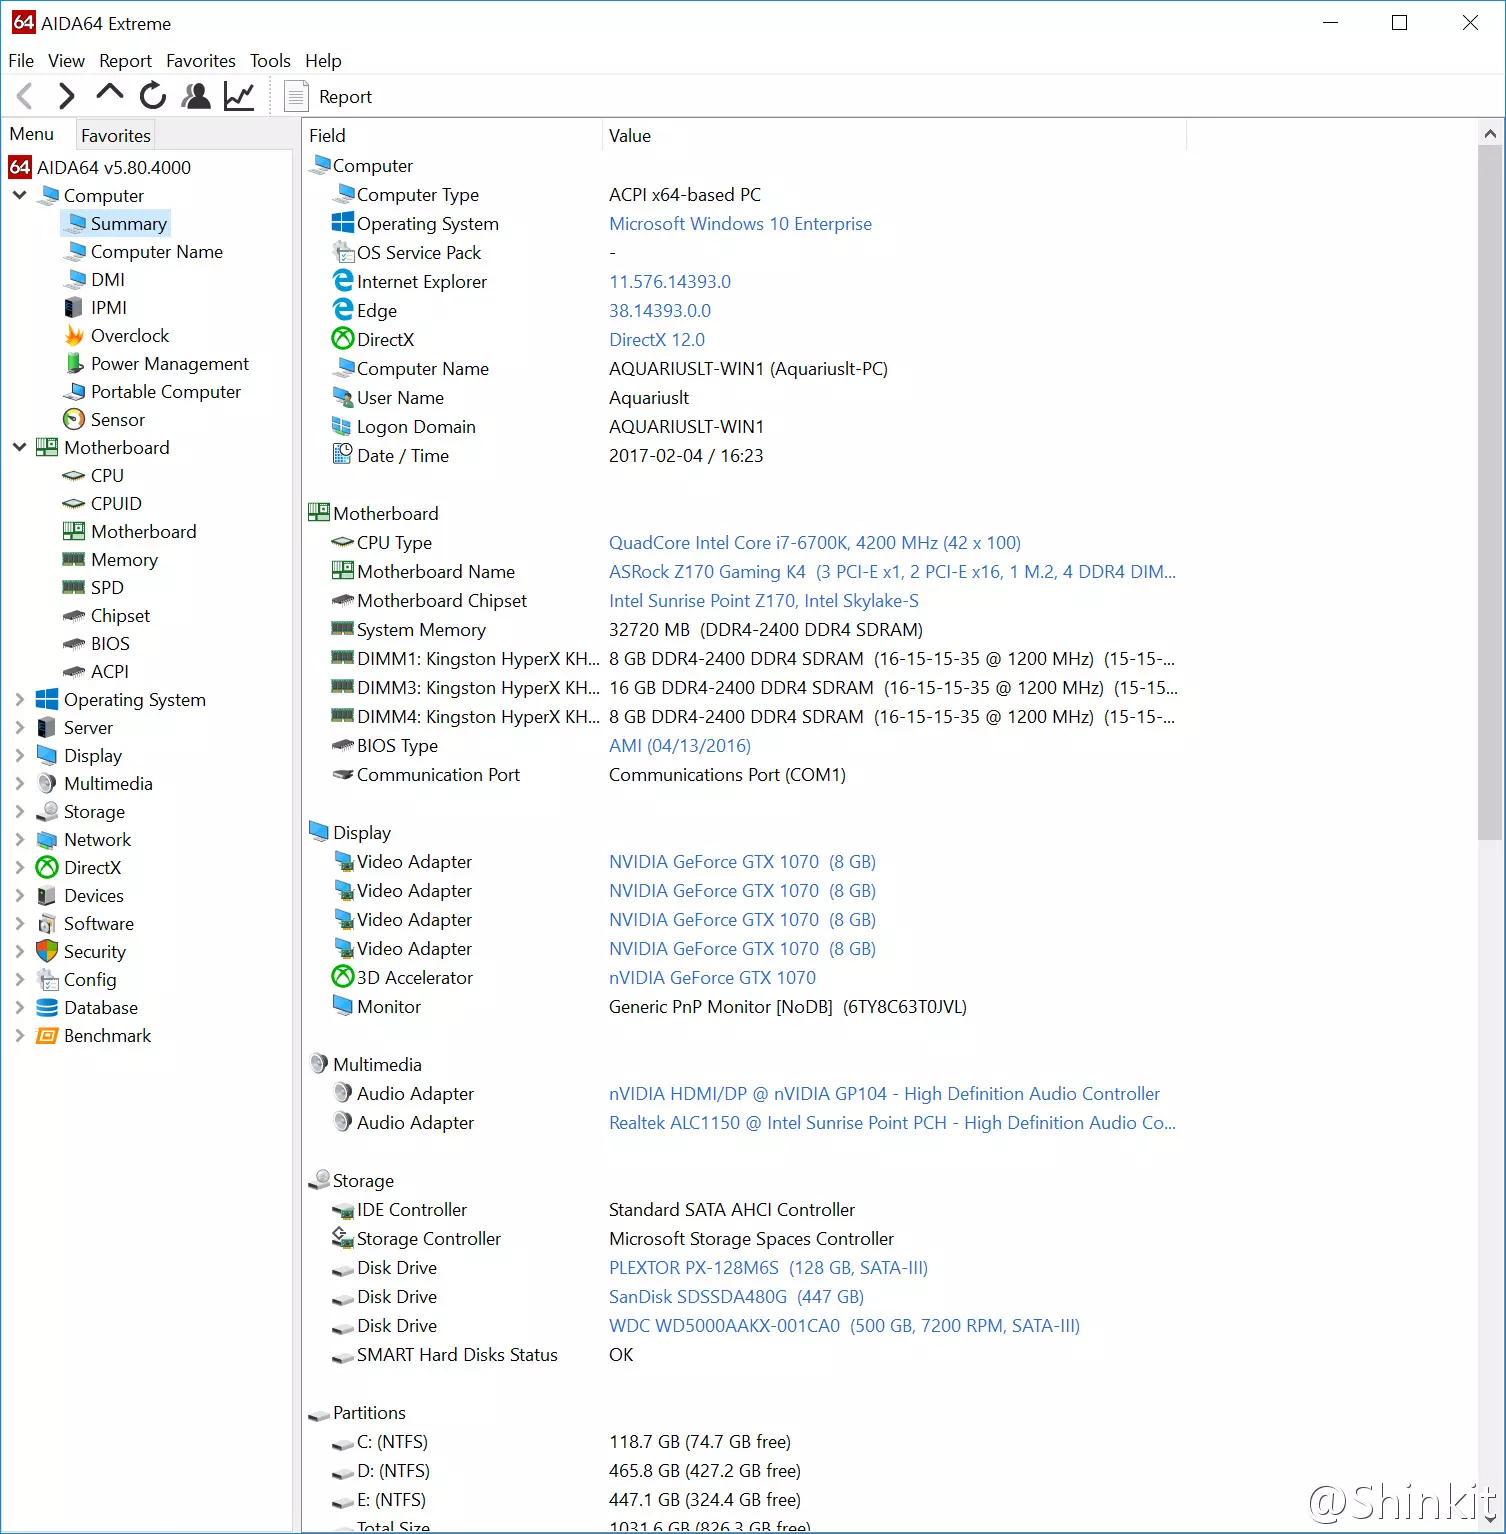 64 AIDA64 Extreme
File View Report Favorites Tools Help
Report
Menu Favorites
64 AIDA64 v5.80.4000
Computer
Summary
Computer Name
DMI
IPMI
Overclock
Power Management
Portable Computer
Sensor
Motherboard
CPU
CPUID
Motherboard
Memory
SPD
Chipset
BIOS
ACPI
Operating System
Server
Display
Multimedia
Storage
Network
DirectX
Devices
Software
Security
Config
Database
Benchmark
Field Value
Computer
Computer Type ACPI x64-based PC
Operating System Microsoft Windows 10 Enterprise
OS Service Pack -
Internet Explorer 11.576.14393.0
Edge 38.14393.0.0
DirectX DirectX 12.0
Computer Name AQUARIUSLT-WIN1 (Aquariuslt-PC)
User Name Aquariuslt
Logon Domain AQUARIUSLT-WIN1
Date / Time 2017-02-04 / 16:23
Motherboard
CPU Type QuadCore Intel Core i7-6700K, 4200 MHz (42 x 100)
Motherboard Name ASRock Z170 Gaming K4 (3 PCI-E x1, 2 PCI-E x16, 1 M.2, 4 DDR4 DIM...
Motherboard Chipset Intel Sunrise Point Z170, Intel Skylake-S
System Memory 32720 MB (DDR4-2400 DDR4 SDRAM)
DIMM1: Kingston HyperX KH... 8 GB DDR4-2400 DDR4 SDRAM (16-15-15-35 @ 1200 MHz) (15-15-...
DIMM3: Kingston HyperX KH... 16 GB DDR4-2400 DDR4 SDRAM (16-15-15-35 @ 1200 MHz) (15-15...
DIMM4: Kingston HyperX KH... 8 GB DDR4-2400 DDR4 SDRAM (16-15-15-35 @ 1200 MHz) (15-15-...
BIOS Type AMI (04/13/2016)
Communication Port Communications Port (COM1)
Display
Video Adapter NVIDIA GeForce GTX 1070 (8 GB)
Video Adapter NVIDIA GeForce GTX 1070 (8 GB)
Video Adapter NVIDIA GeForce GTX 1070 (8 GB)
Video Adapter NVIDIA GeForce GTX 1070 (8 GB)
3D Accelerator nVIDIA GeForce GTX 1070
Monitor Generic PnP Monitor [NoDB] (6TY8C63T0JVL)
Multimedia
Audio Adapter nVIDIA HDMI/DP @ nVIDIA GP104 - High Definition Audio Controller
Audio Adapter Realtek ALC1150 @ Intel Sunrise Point PCH - High Definition Audio Co...
Storage
IDE Controller Standard SATA AHCI Controller
Storage Controller Microsoft Storage Spaces Controller
Disk Drive PLEXTOR PX-128M6S (128 GB, SATA-III)
Disk Drive SanDisk SDSSDA480G (447 GB)
Disk Drive WDC WD5000AAKX-001CA0 (500 GB, 7200 RPM, SATA-III)
SMART Hard Disks Status OK
Partitions
C: (NTFS) 118.7 GB (74.7 GB free)
D: (NTFS) 465.8 GB (427.2 GB free)
E: (NTFS) 447.1 GB (324.4 GB free)
Total Size 1031.6 GB (826.3 GB free)
@Shinkit